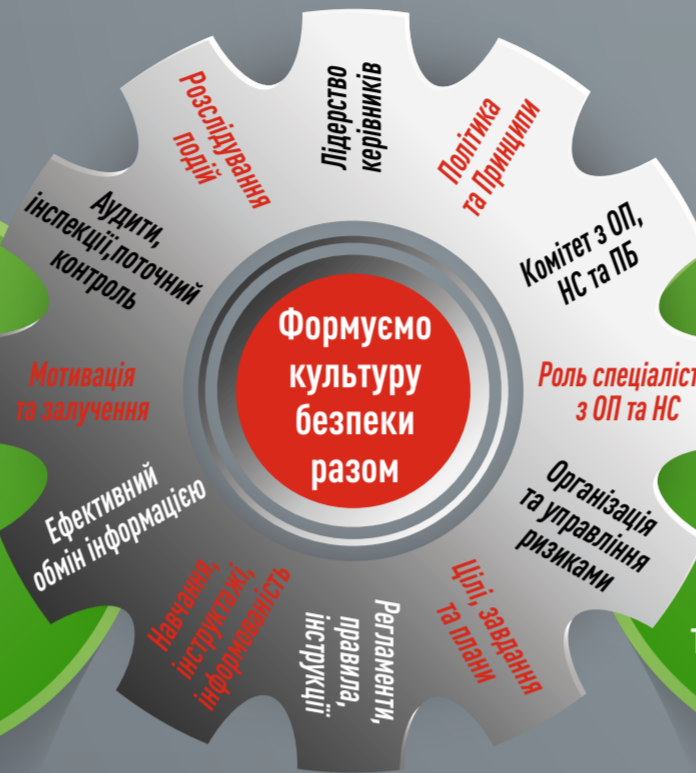 Формуємо
культуру
безпеки
разом
Лідерство
керівників
Політика
та Принципи
Комітет з ОП,
НС та ПБ
Роль спеціаліст
з ОП та НС
Організація
та управління
ризиками
Цілі, завдання
та плани
Регламенти,
правила,
інструкції
Навчання,
інструктажі,
інформованість
Ефективний
обмін інформацією
Мотивація
та залучення
Аудити,
інспекції,поточний
контроль
Розслідування
подій